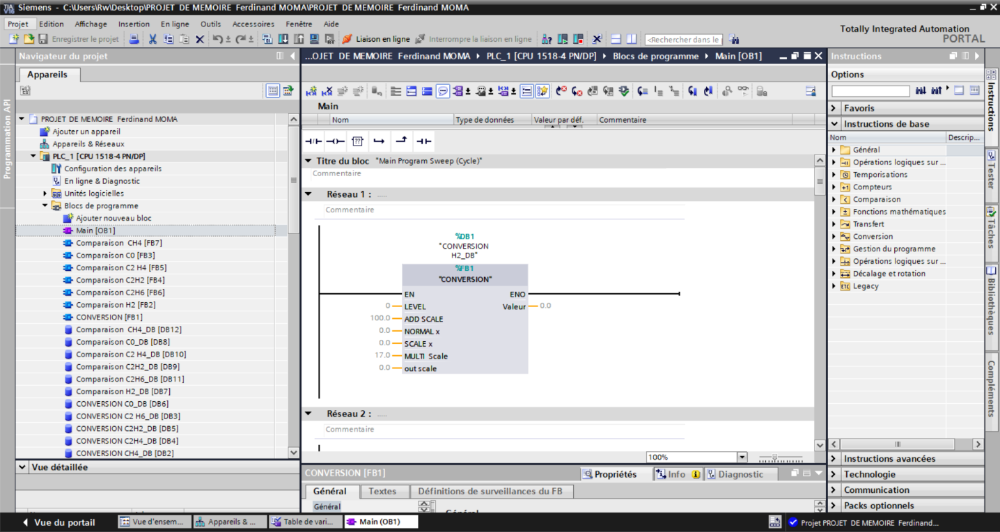 Siemens - C:\Users\Rw\Desktop\PROJET DE MEMOIRE Ferdinand MOMA\PROJET DE MEMOIRE Ferdinand MOMA
TIA
V16
Projet Edition Affichage Insertion En ligne Outils Accessoires Fenêtre Aide
Totally Integrated Automation
PORTAL
Enregistrer le projet Liaison en ligne Interrompre la liaison en ligne <Rechercher dans le
Navigateur du projet
Appareils
Programmation API
PROJET DE MEMOIRE Ferdinand MOMA
Ajouter un appareil
Appareils & Réseaux
PLC_1 [CPU 1518-4 PN/DP]
Configuration des appareils
En ligne & Diagnostic
Unités logicielles
Blocs de programme
Ajouter nouveau bloc
Main [OB1]
Comparaison CH4 [FB7]
Comparaison C0 [FB3]
Comparaison C2 H4 [FB5]
Comparaison C2H2 [FB4]
Comparaison C2H6 [FB6]
Comparaison H2 [FB2]
CONVERSION [FB1]
Comparaison CH4_DB [DB12]
Comparaison C0_DB [DB8]
Comparaison C2 H4_DB [DB10]
Comparaison C2H2_DB [DB9]
Comparaison C2H6_DB [DB11]
Comparaison H2_DB [DB7]
CONVERSION C0_DB [DB6]
CONVERSION C2 H6_DB [DB3]
CONVERSION C2H2_DB [DB5]
CONVERSION C2H4_DB [DB4]
CONVERSION CH4_DB [DB2]
Vue détaillée
...OJET DE MEMOIRE Ferdinand MOMA PLC_1 [CPU 1518-4 PN/DP] Blocs de programme Main [OB1]
Main
Nom Type de données Valeur par déf. Commentaire
??
Titre du bloc "Main Program Sweep (Cycle)"
Commentaire
Réseau 1 : .....
Commentaire
%DB1
"CONVERSION
H2_DB"
%FB1
"CONVERSION"
EN ENO
0 LEVEL Valeur 0.0
100.0 ADD SCALE
0.0 NORMAL x
0.0 SCALE x
17.0 MULTI Scale
0.0 out scale
Réseau 2 : .....
Commentaire
100%
CONVERSION [FB1]
Propriétés Info Diagnostic
Général Textes Définitions de surveillances du FB
Général
Général
Instructions
Options
Favoris
Instructions de base
Nom Descrip...
Général
Opérations logiques sur ...
Temporisations
Compteurs
Comparaison
Fonctions mathématiques
Transfert
Conversion
Gestion du programme
Opérations logiques sur ...
Décalage et rotation
Legacy
Instructions avancées
Technologie
Communication
Packs optionnels
Instructions
Tester
Tâches
Bibliothèques
Compléments
Vue du portail Vue d'ensem... Appareils & ... Table de vari... Main (OB1)
Projet PROJET DE MEMOIRE Ferdinand...